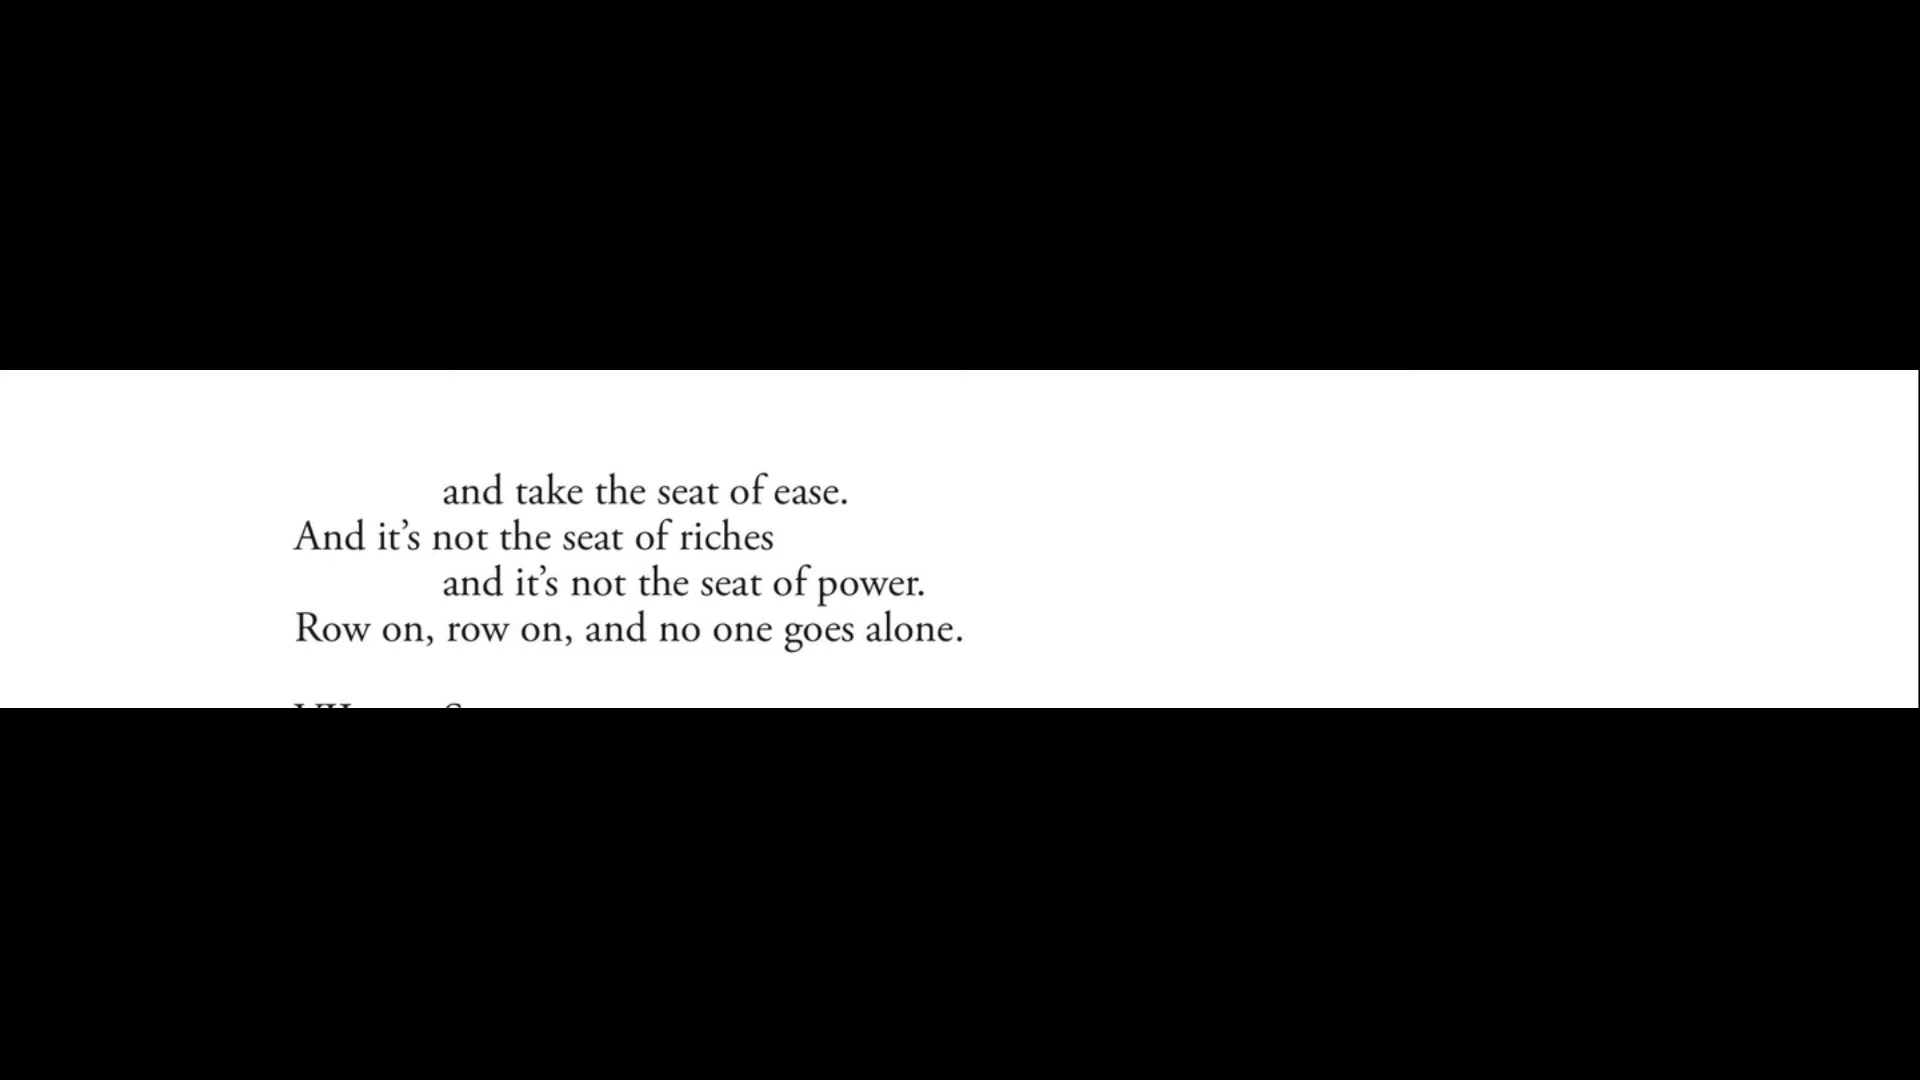 and take the seat of ease.
And it’s not the seat of riches
and it’s not the seat of power.
Row on, row on, and no one goes alone.